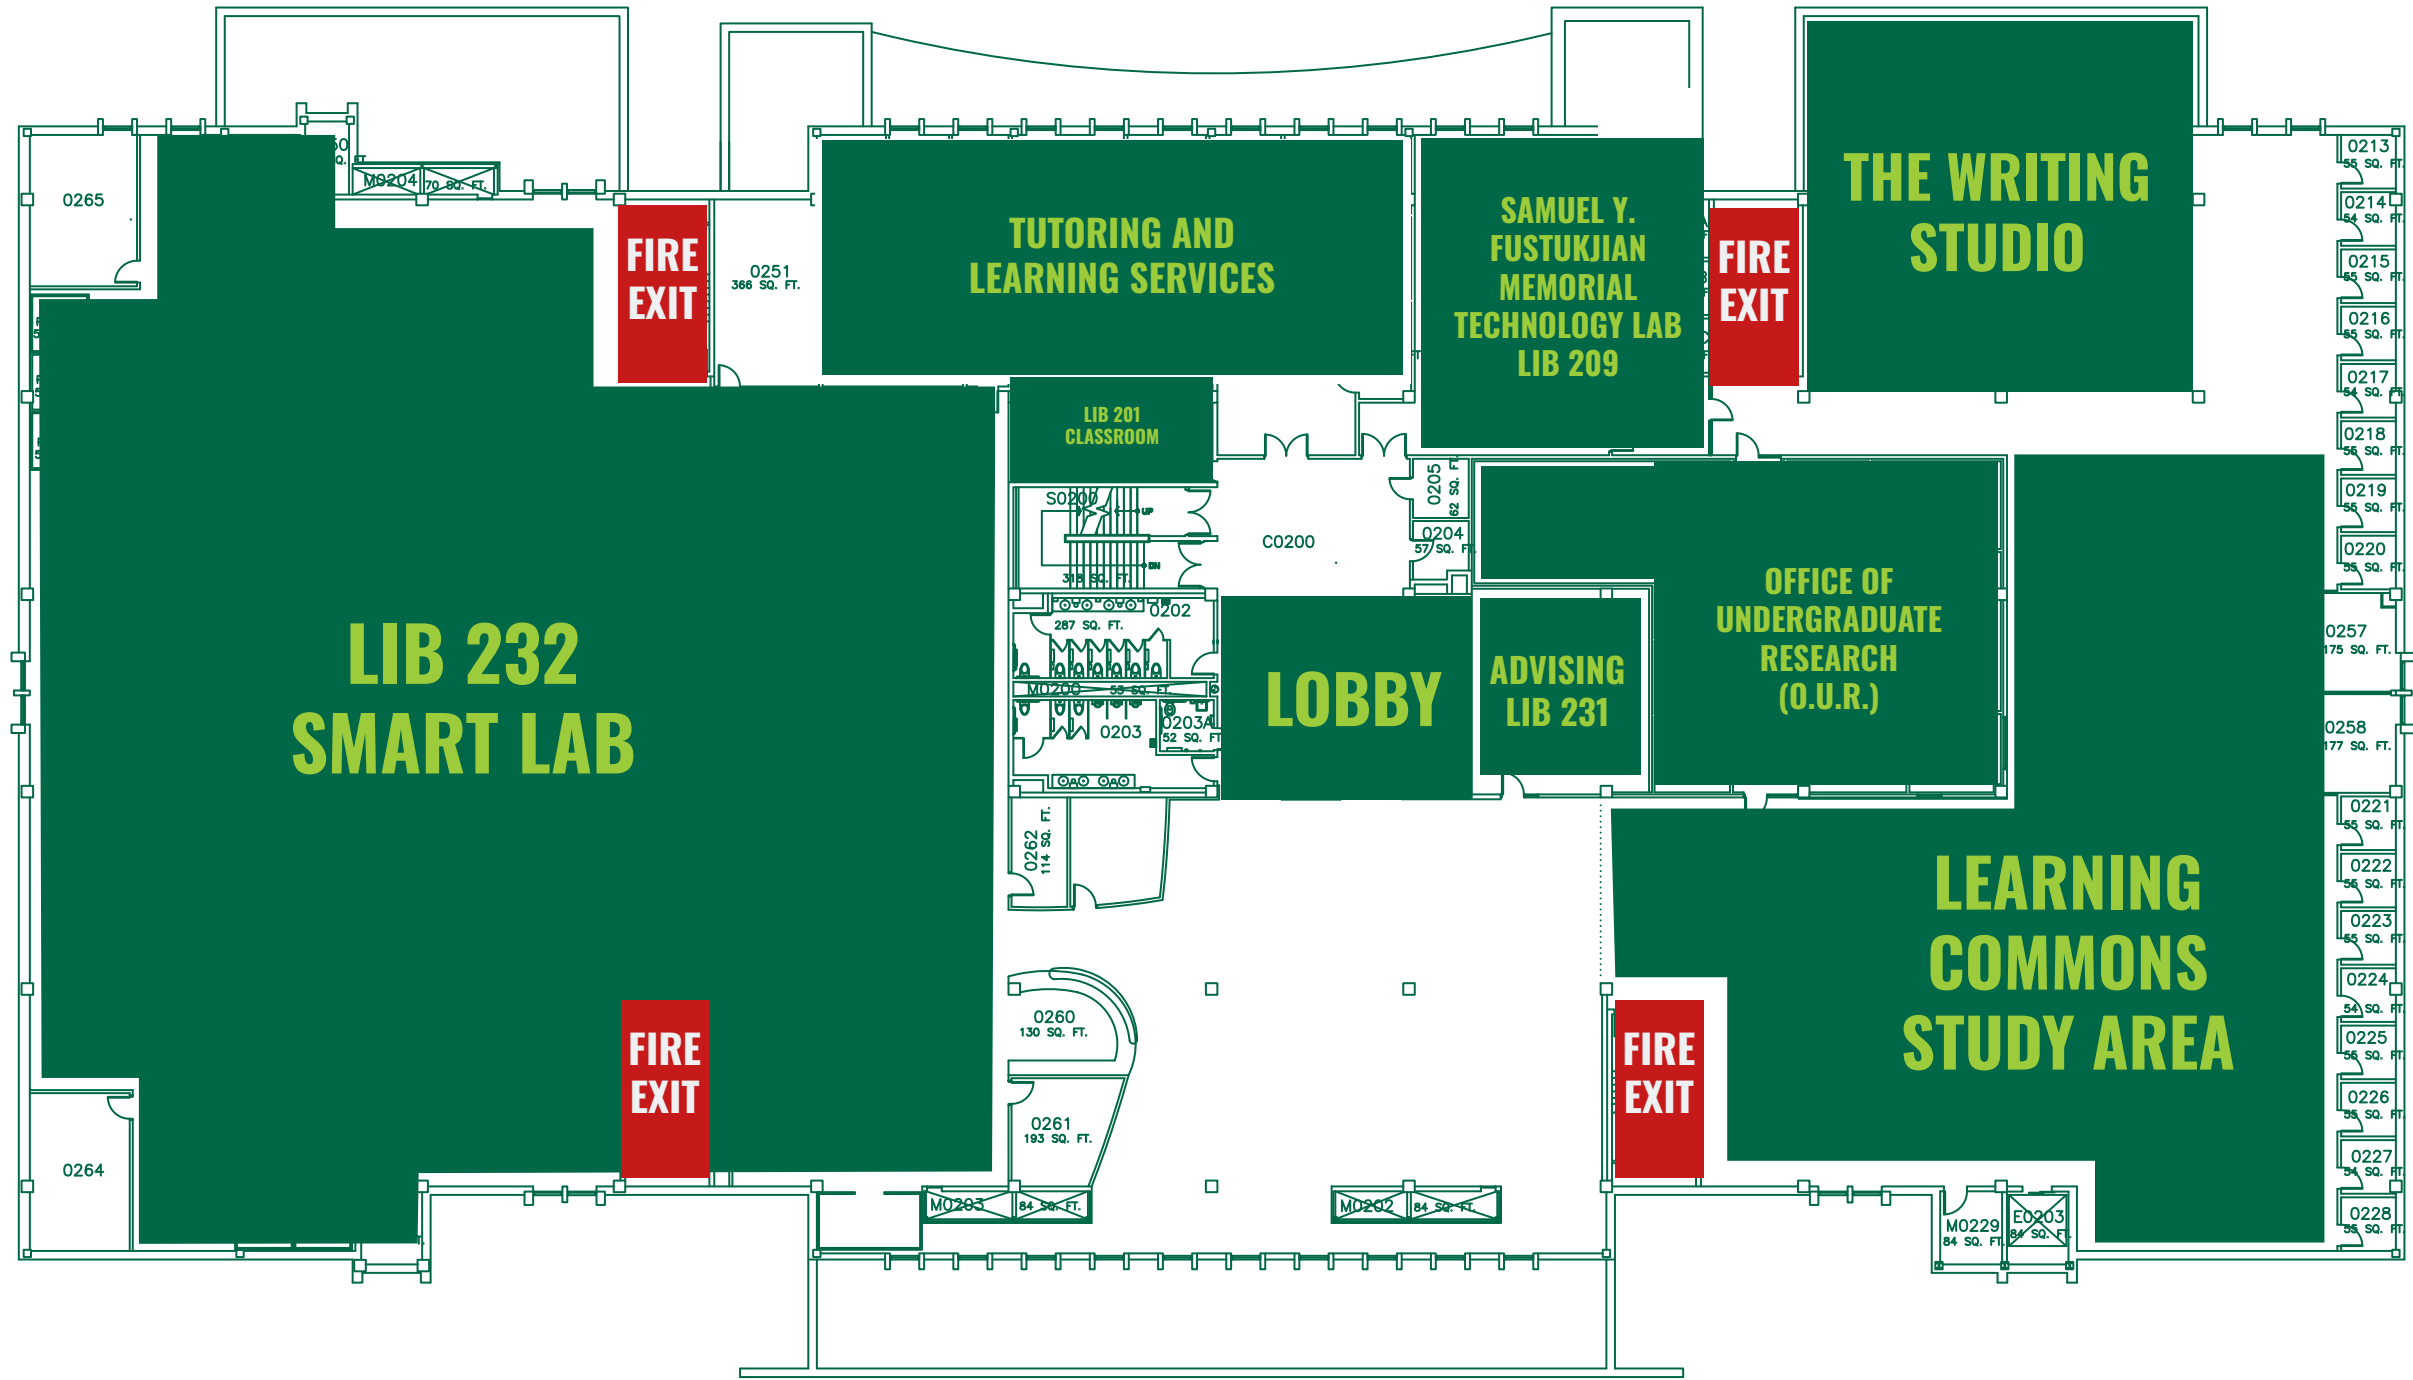 0265
M0204
70 SQ. FT.
FIRE
EXIT
0251
366 SQ. FT.
TUTORING AND
LEARNING SERVICES
SAMUEL Y.
FUSTUKJIAN
MEMORIAL
TECHNOLOGY LAB
LIB 209
FIRE
EXIT
THE WRITING
STUDIO
0213
55 SQ. FT.
0214
54 SQ. FT.
0215
55 SQ. FT.
0216
55 SQ. FT.
0217
54 SQ. FT.
0218
55 SQ. FT.
0219
55 SQ. FT.
0220
55 SQ. FT.
LIB 201
CLASSROOM
S0200
UP
DN
318 SQ. FT.
C0200
0205
62 SQ. FT.
0204
57 SQ. FT.
0202
287 SQ. FT.
M0200
55 SQ. FT.
0203
0203A
52 SQ. FT
LIB 232
SMART LAB
LOBBY
ADVISING
LIB 231
OFFICE OF
UNDERGRADUATE
RESEARCH
(O.U.R.)
0257
175 SQ. FT.
0258
177 SQ. FT.
0262
114 SQ. FT.
LEARNING
COMMONS
STUDY AREA
0221
55 SQ. FT.
0222
55 SQ. FT.
0223
55 SQ. FT.
0224
54 SQ. FT.
0225
55 SQ. FT.
0226
55 SQ. FT.
0227
54 SQ. FT.
0228
55 SQ. FT.
0260
130 SQ. FT.
0261
193 SQ. FT.
FIRE
EXIT
FIRE
EXIT
0264
M0203
84 SQ. FT.
M0202
84 SQ. FT.
M0229
84 SQ. FT.
E0203
84 SQ. FT.